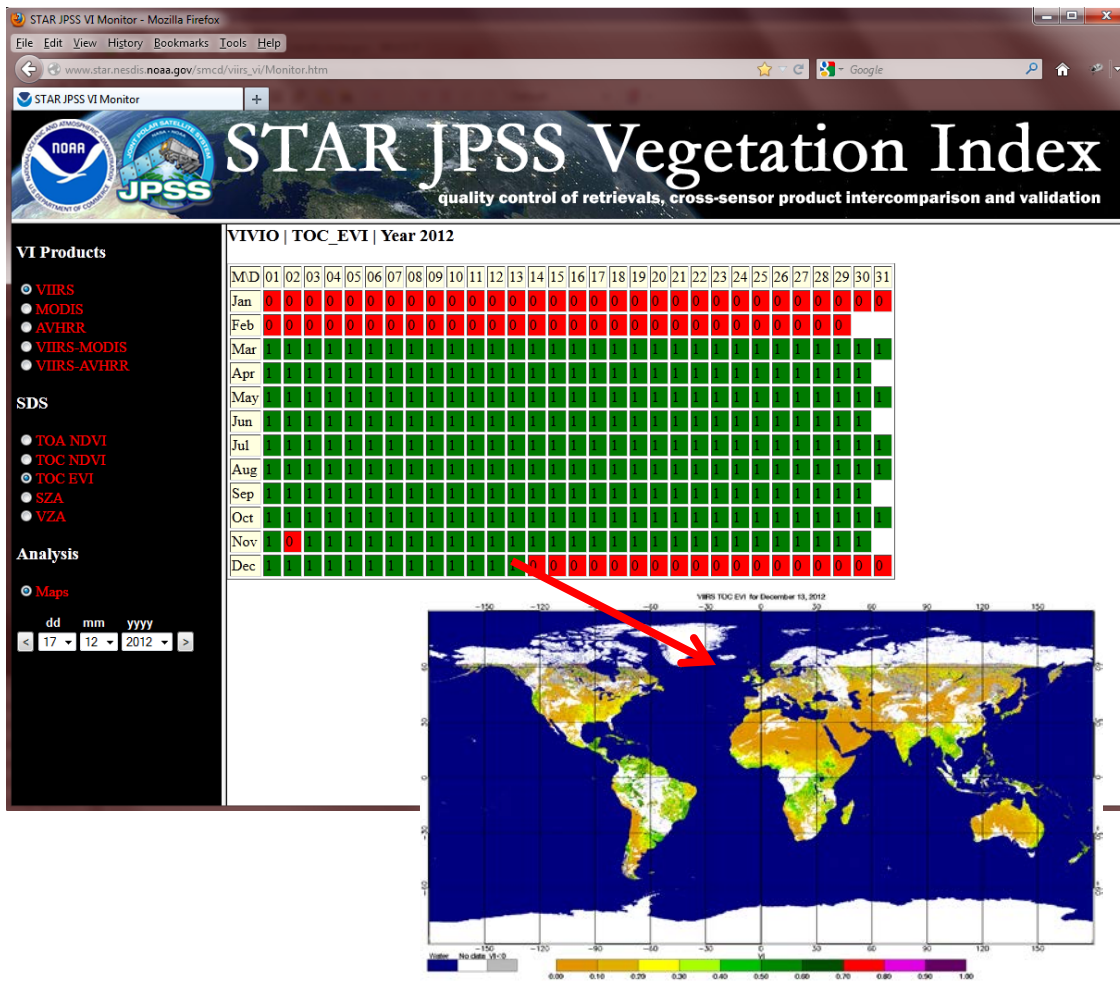 STAR JPSS VI Monitor - Mozilla Firefox
File Edit View History Bookmarks Tools Help
www.star.nesdis.noaa.gov/smcd/viirs_vi/Monitor.htm
Google
STAR JPSS VI Monitor
NOAA
JPSS
STAR JPSS Vegetation Index
quality control of retrievals, cross-sensor product intercomparison and validation
VI Products
VIIRS
MODIS
AVHRR
VIIRS-MODIS
VIIRS-AVHRR
SDS
TOA NDVI
TOC NDVI
TOC EVI
SZA
VZA
Analysis
Maps
dd mm yyyy
< 17 12 2012 >
VIVIO | TOC_EVI | Year 2012
M\D 01 02 03 04 05 06 07 08 09 10 11 12 13 14 15 16 17 18 19 20 21 22 23 24 25 26 27 28 29 30 31
Jan 0 0 0 0 0 0 0 0 0 0 0 0 0 0 0 0 0 0 0 0 0 0 0 0 0 0 0 0 0 0 0
Feb 0 0 0 0 0 0 0 0 0 0 0 0 0 0 0 0 0 0 0 0 0 0 0 0 0 0 0 0 0
Mar 1 1 1 1 1 1 1 1 1 1 1 1 1 1 1 1 1 1 1 1 1 1 1 1 1 1 1 1 1 1 1
Apr 1 1 1 1 1 1 1 1 1 1 1 1 1 1 1 1 1 1 1 1 1 1 1 1 1 1 1 1 1 1
May 1 1 1 1 1 1 1 1 1 1 1 1 1 1 1 1 1 1 1 1 1 1 1 1 1 1 1 1 1 1 1
Jun 1 1 1 1 1 1 1 1 1 1 1 1 1 1 1 1 1 1 1 1 1 1 1 1 1 1 1 1 1 1
Jul 1 1 1 1 1 1 1 1 1 1 1 1 1 1 1 1 1 1 1 1 1 1 1 1 1 1 1 1 1 1 1
Aug 1 1 1 1 1 1 1 1 1 1 1 1 1 1 1 1 1 1 1 1 1 1 1 1 1 1 1 1 1 1 1
Sep 1 1 1 1 1 1 1 1 1 1 1 1 1 1 1 1 1 1 1 1 1 1 1 1 1 1 1 1 1 1
Oct 1 1 1 1 1 1 1 1 1 1 1 1 1 1 1 1 1 1 1 1 1 1 1 1 1 1 1 1 1 1 1
Nov 1 0 1 1 1 1 1 1 1 1 1 1 1 1 1 1 1 1 1 1 1 1 1 1 1 1 1 1 1 1
Dec 1 1 1 1 1 1 1 1 1 1 1 1 1 0 0 0 0 0 0 0 0 0 0 0 0 0 0 0 0 0 0
VIIRS TOC EVI for December 13, 2012
-150 -120 -60 -30 0 30 60 90 120 150
60 60
30 30
0 0
-30 -30
-60 -60
-150 -120 -90 -60 -30 0 30 60 90 120 150
Water No data VI<0 VI
0.00 0.10 0.20 0.30 0.40 0.50 0.60 0.70 0.80 0.90 1.00